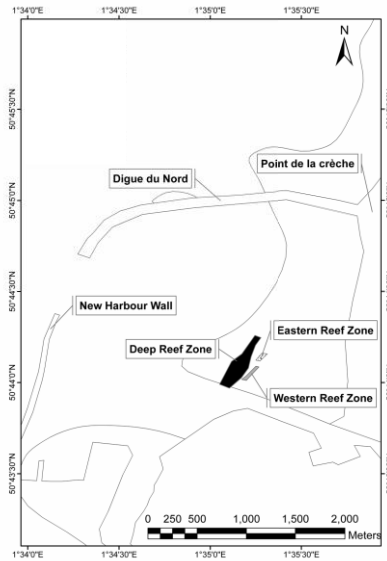 1°34'0"E 1°34'30"E 1°35'0"E 1°35'30"E
N
50°45'30"N
50°45'0"N
50°44'30"N
50°44'0"N
50°43'30"N
Point de la crèche
Digue du Nord
New Harbour Wall
Eastern Reef Zone
Deep Reef Zone
Western Reef Zone
0 250 500 1,000 1,500 2,000
Meters
1°34'0"E 1°34'30"E 1°35'0"E 1°35'30"E